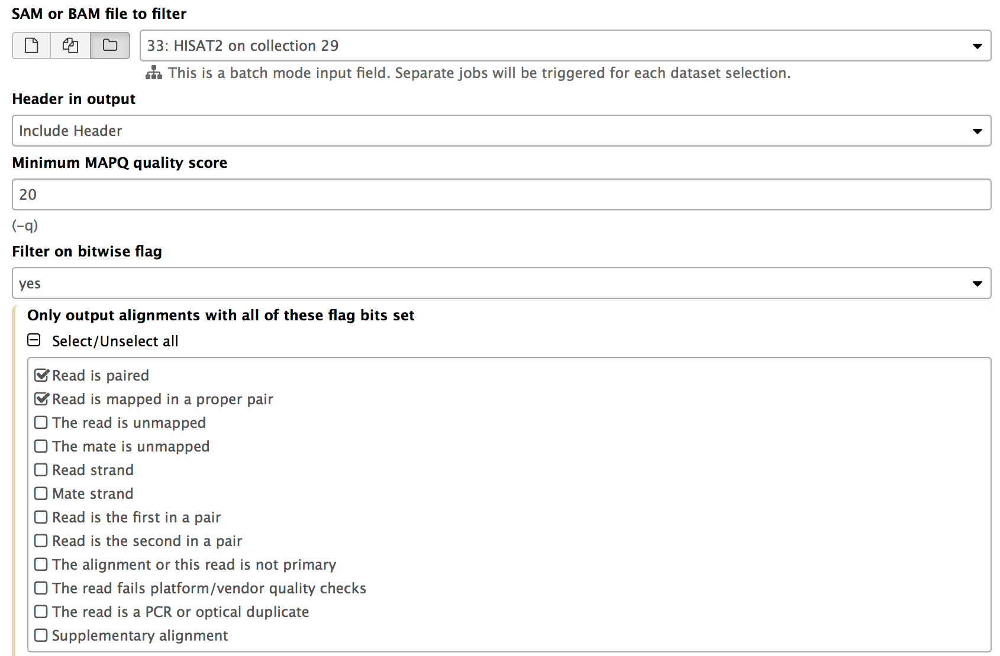 SAM or BAM file to filter
33: HISAT2 on collection 29
This is a batch mode input field. Separate jobs will be triggered for each dataset selection.
Header in output
Include Header
Minimum MAPQ quality score
20
(-q)
Filter on bitwise flag
yes
Only output alignments with all of these flag bits set
Select/Unselect all
Read is paired
Read is mapped in a proper pair
The read is unmapped
The mate is unmapped
Read strand
Mate strand
Read is the first in a pair
Read is the second in a pair
The alignment or this read is not primary
The read fails platform/vendor quality checks
The read is a PCR or optical duplicate
Supplementary alignment